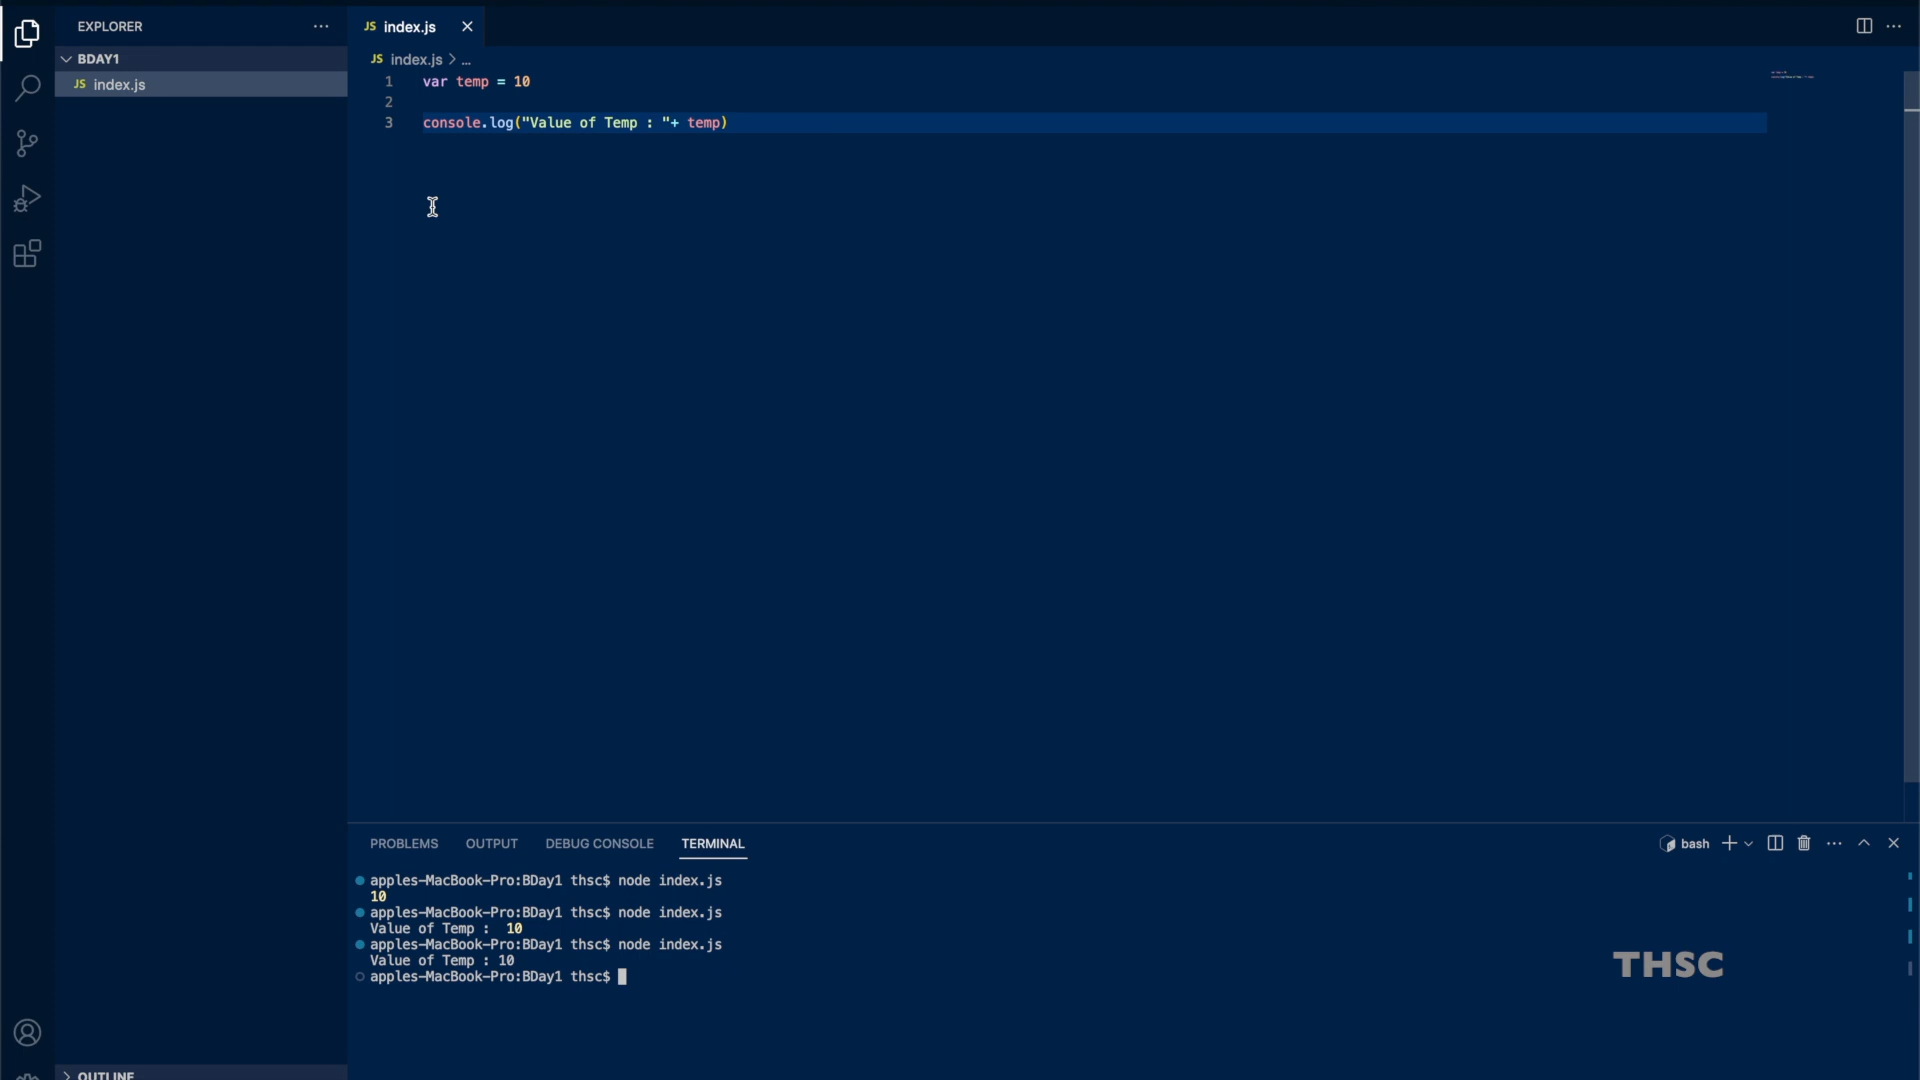 EXPLORER
BDAY1
JS index.js
JS index.js
JS index.js > ...
1 var temp = 10
2
3 console.log("Value of Temp : "+ temp)
PROBLEMS OUTPUT DEBUG CONSOLE TERMINAL
bash
apples-MacBook-Pro:BDay1 thsc$ node index.js
10
apples-MacBook-Pro:BDay1 thsc$ node index.js
Value of Temp :  10
apples-MacBook-Pro:BDay1 thsc$ node index.js
Value of Temp : 10
apples-MacBook-Pro:BDay1 thsc$
THSC
OUTLINE